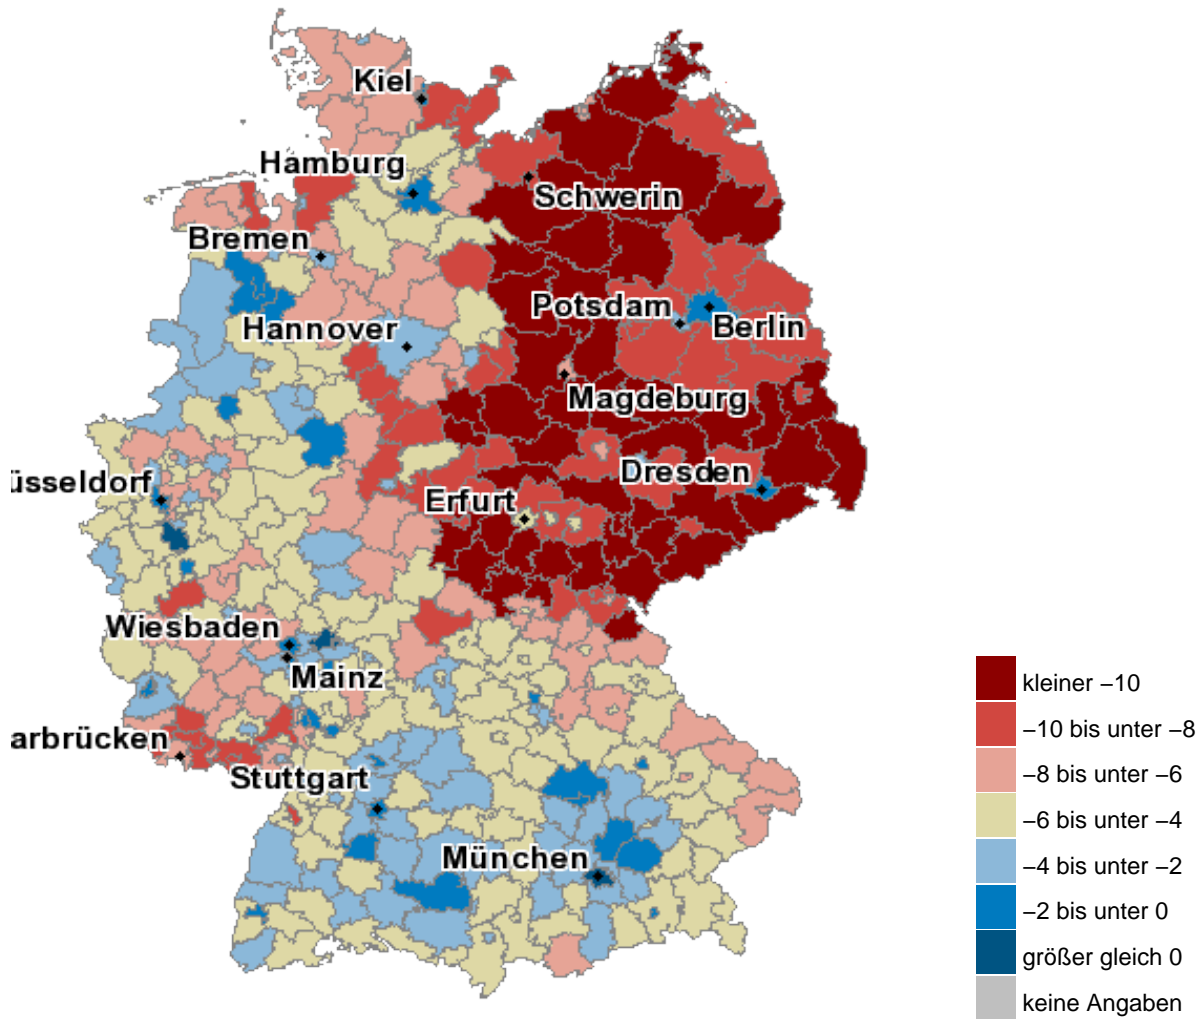 Kiel
Hamburg
Schwerin
Bremen
Potsdam
Berlin
Hannover
Magdeburg
üsseldorf
Dresden
Erfurt
Wiesbaden
Mainz
arbrücken
Stuttgart
München
kleiner −10
−10 bis unter −8
−8 bis unter −6
−6 bis unter −4
−4 bis unter −2
−2 bis unter 0
größer gleich 0
keine Angaben